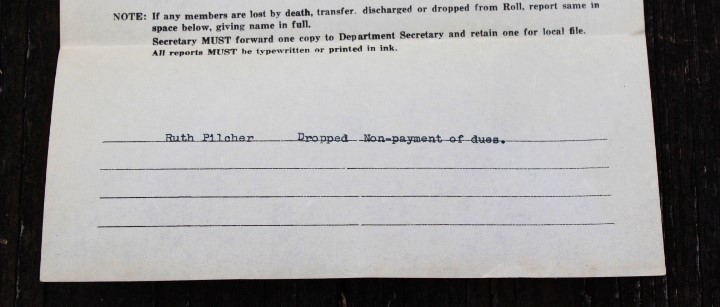 NOTE: If any members are lost by death, transfer. discharged or dropped from Roll, report same in
space below, giving name in full.
Secretary MUST forward one copy to Department Secretary and retain one for local file.
All reports MUST be typewritten or printed in ink.
Ruth Pilcher Dropped Non-payment of dues.